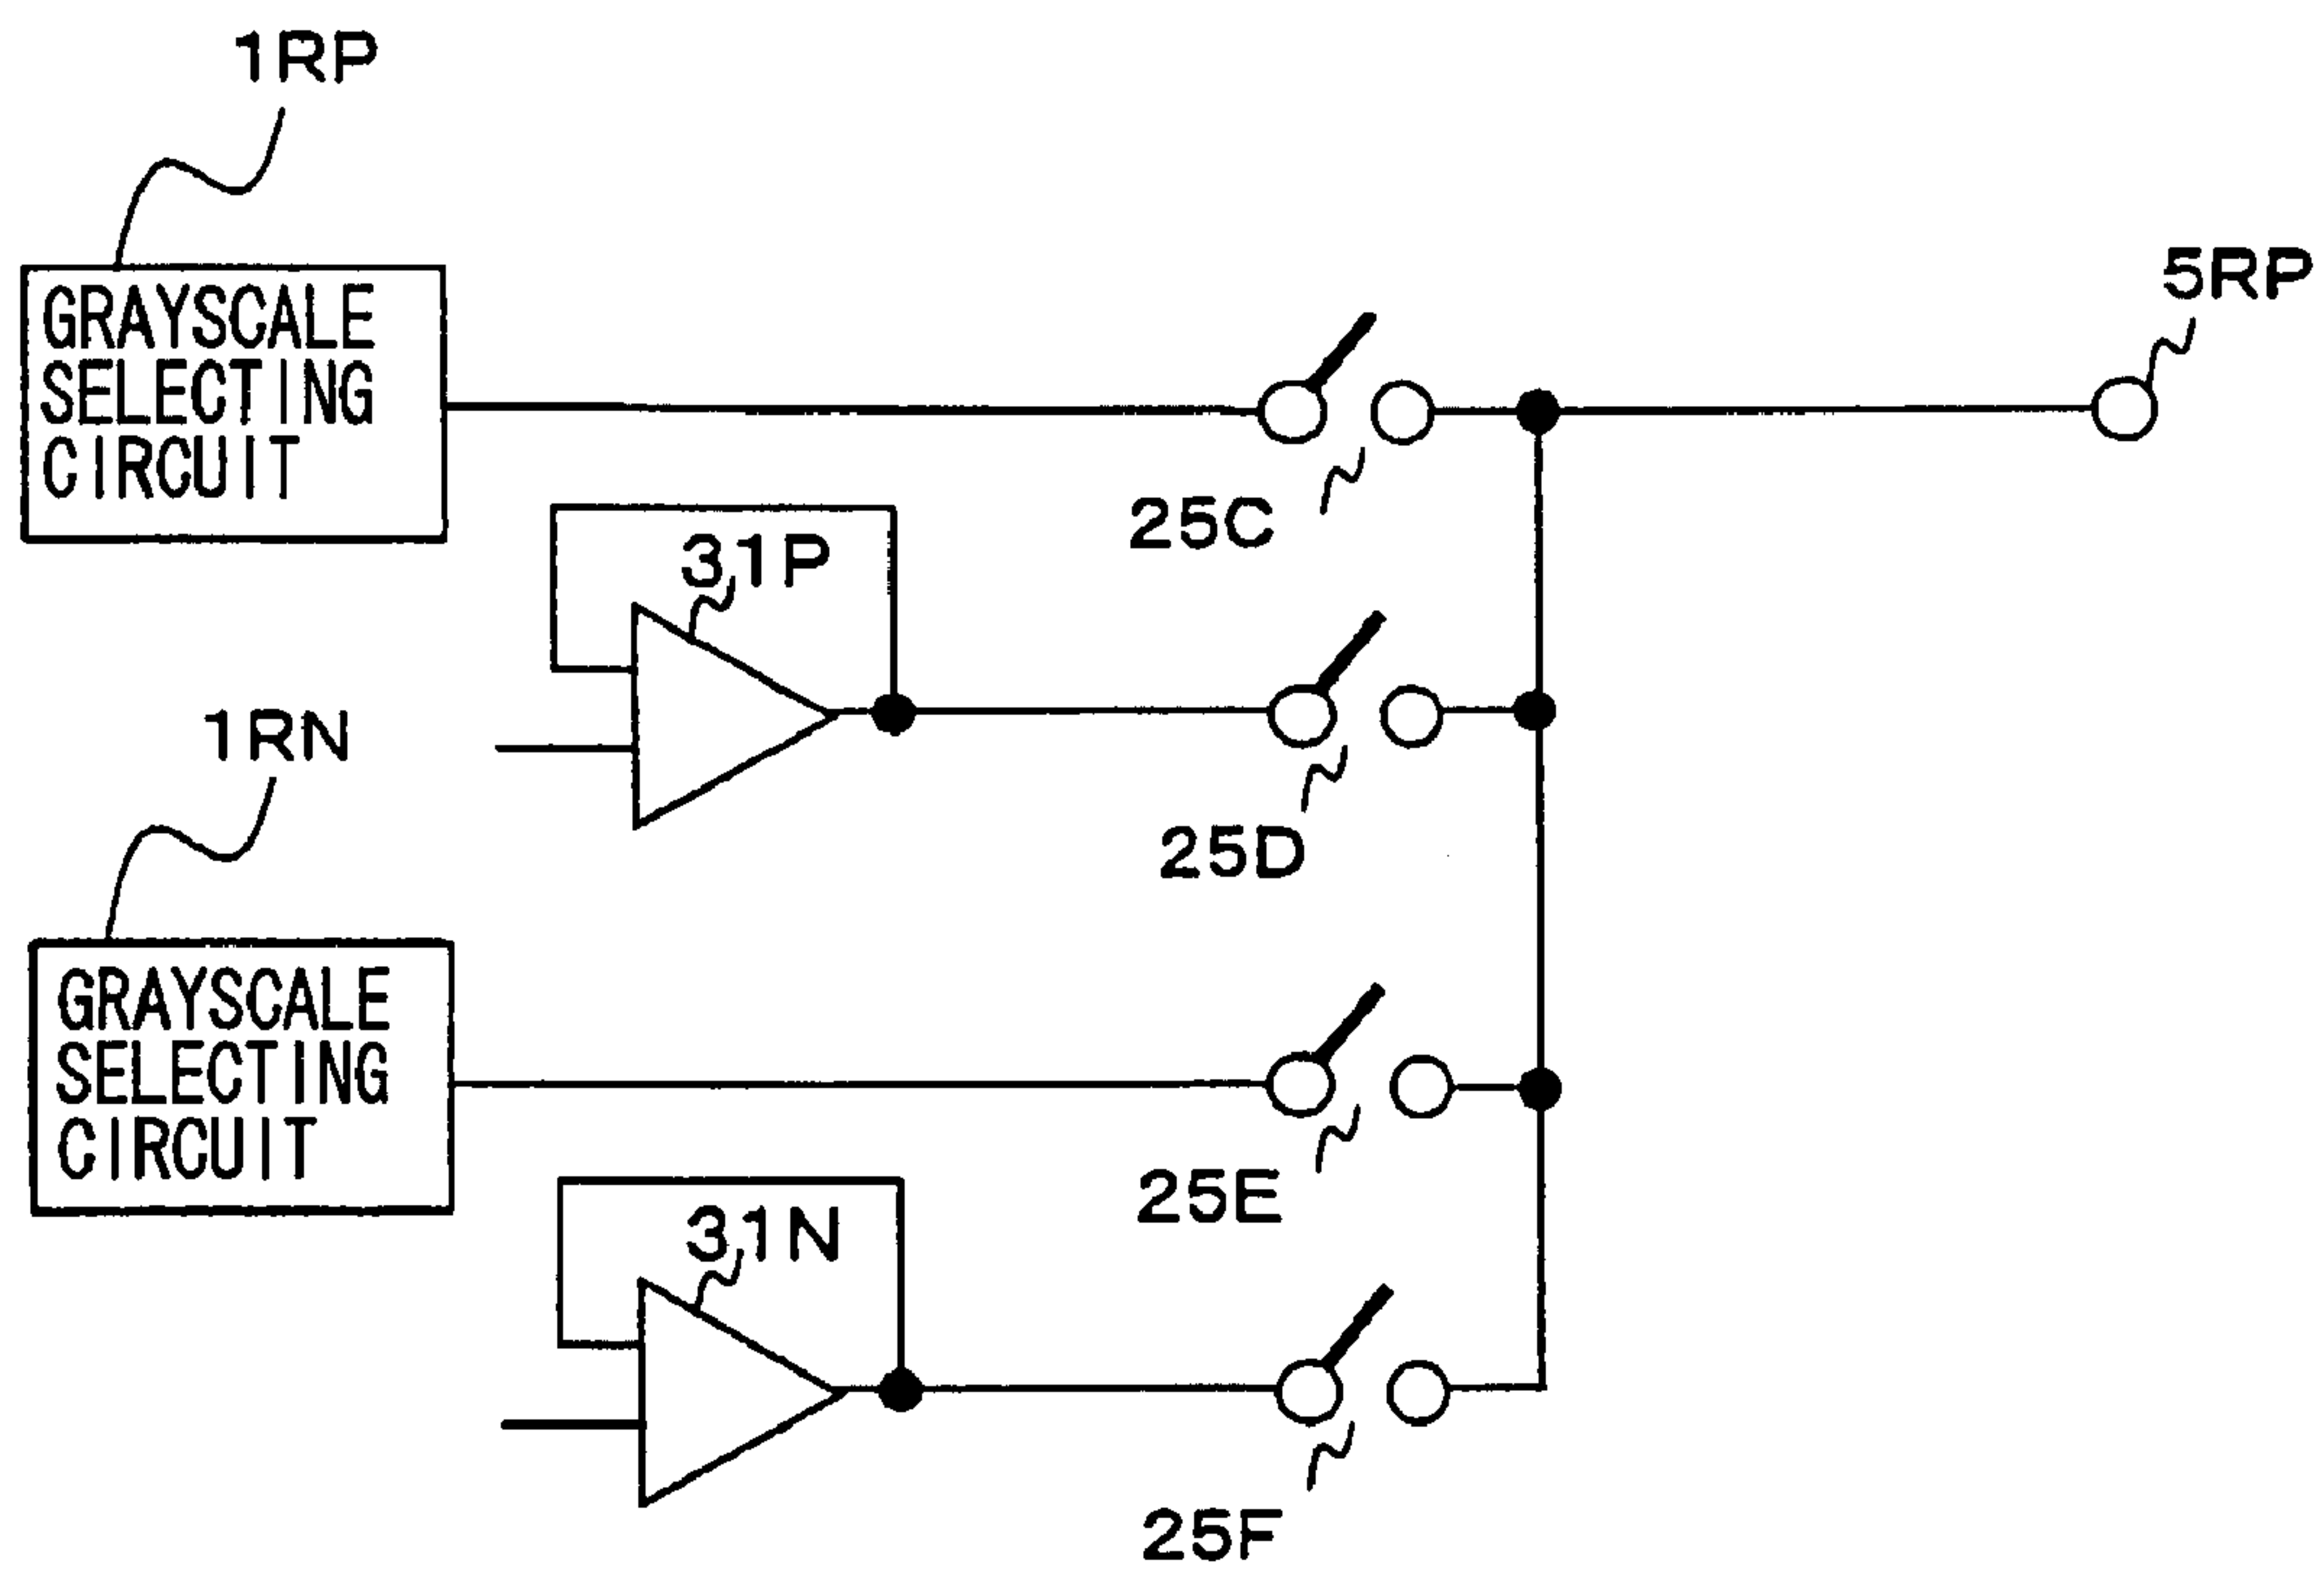 1RP
GRAYSCALE
SELECTING
CIRCUIT
5RP
25C
31P
25D
1RN
GRAYSCALE
SELECTING
CIRCUIT
25E
31N
25F